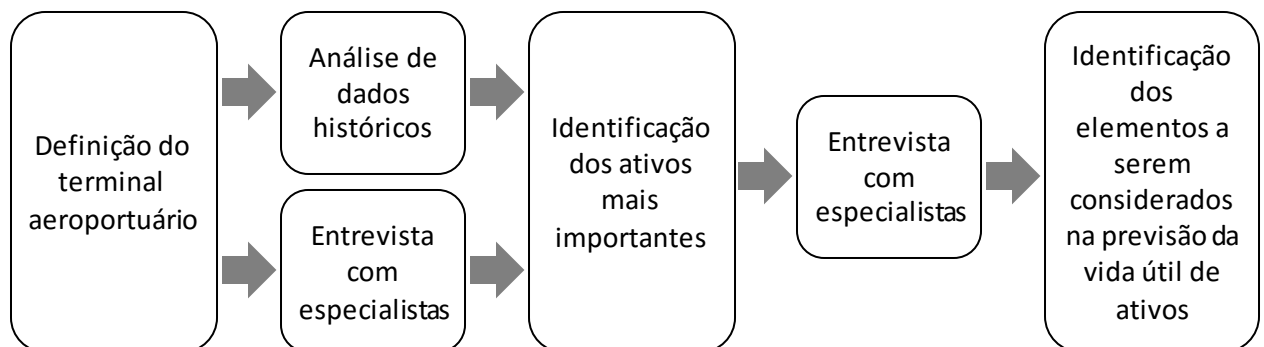 Definição do
terminal
aeroportuário
Análise de
dados
históricos
Entrevista
com
especialistas
Identificação
dos ativos
mais
importantes
Entrevista
com
especialistas
Identificação
dos
elementos a
serem
considerados
na previsão da
vida útil de
ativos